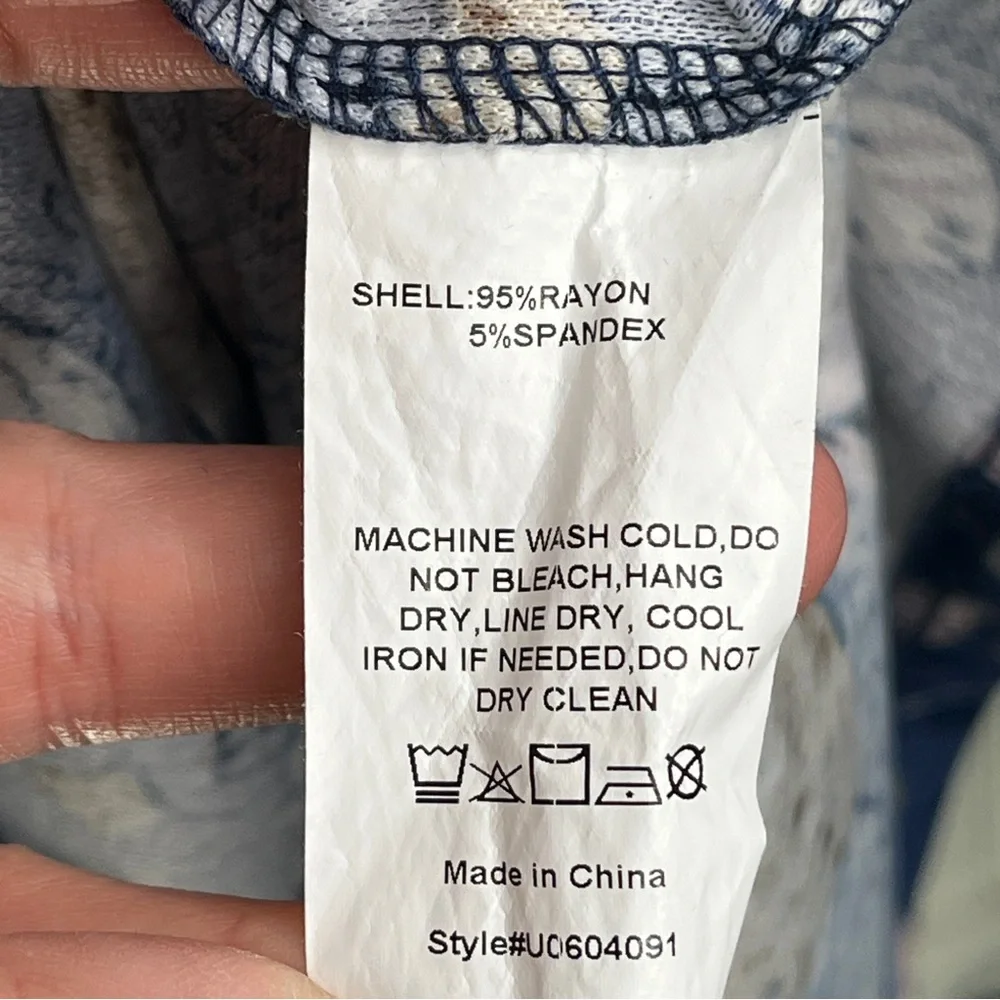 SHELL:95%RAYON
5%SPANDEX
MACHINE WASH COLD,DO
NOT BLEACH,HANG
DRY,LINE DRY, COOL
IRON IF NEEDED,DO NOT
DRY CLEAN
Made in China
Style#U0604091